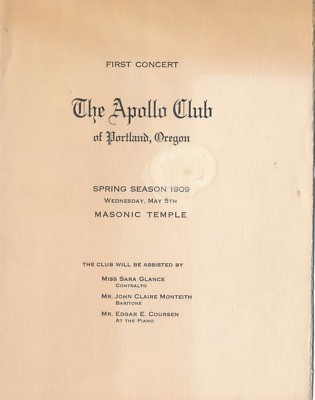 FIRST CONCERT
The Apollo Club
of Portland, Oregon
SPRING SEASON 1909
WEDNESDAY, MAY 5TH
MASONIC TEMPLE
THE CLUB WILL BE ASSISTED BY
MISS SARA GLANCE
CONTRALTO
MR. JOHN CLAIRE MONTEITH
BARITONE
MR. EDGAR E. COURSEN
AT THE PIANO